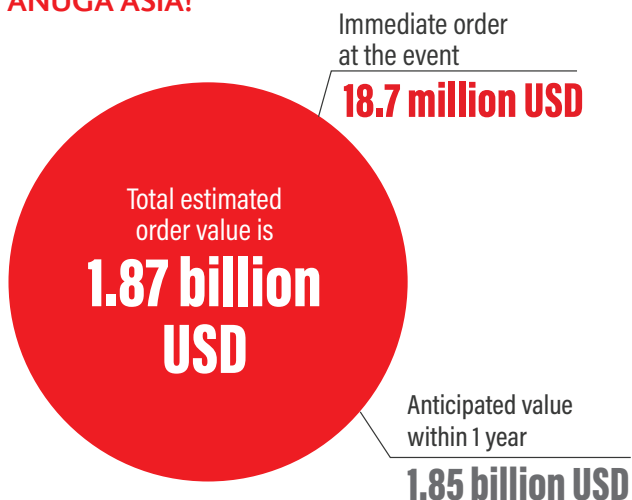 ANUGA ASIA!
Immediate order
at the event
18.7 million USD
Total estimated
order value is
1.87 billion
USD
Anticipated value
within 1 year
1.85 billion USD